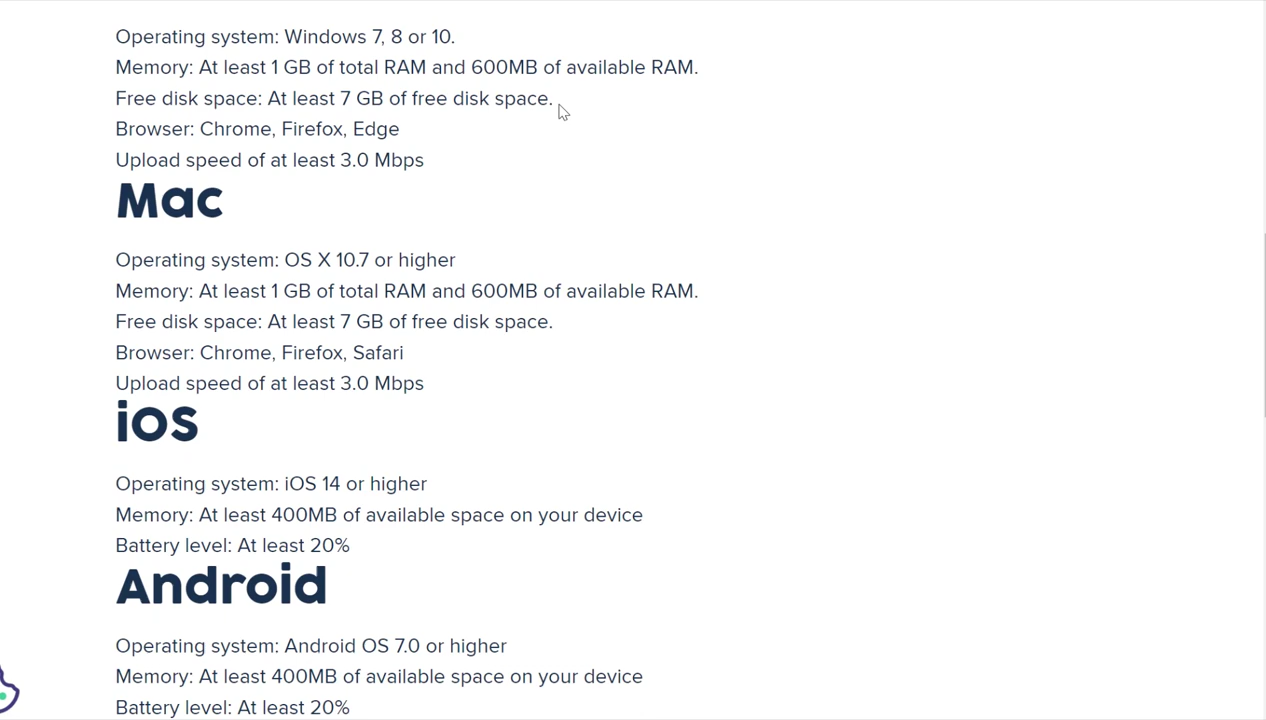 Operating system: Windows 7, 8 or 10.
Memory: At least 1 GB of total RAM and 600MB of available RAM.
Free disk space: At least 7 GB of free disk space.
Browser: Chrome, Firefox, Edge
Upload speed of at least 3.0 Mbps
Mac
Operating system: OS X 10.7 or higher
Memory: At least 1 GB of total RAM and 600MB of available RAM.
Free disk space: At least 7 GB of free disk space.
Browser: Chrome, Firefox, Safari
Upload speed of at least 3.0 Mbps
iOS
Operating system: iOS 14 or higher
Memory: At least 400MB of available space on your device
Battery level: At least 20%
Android
Operating system: Android OS 7.0 or higher
Memory: At least 400MB of available space on your device
Battery level: At least 20%